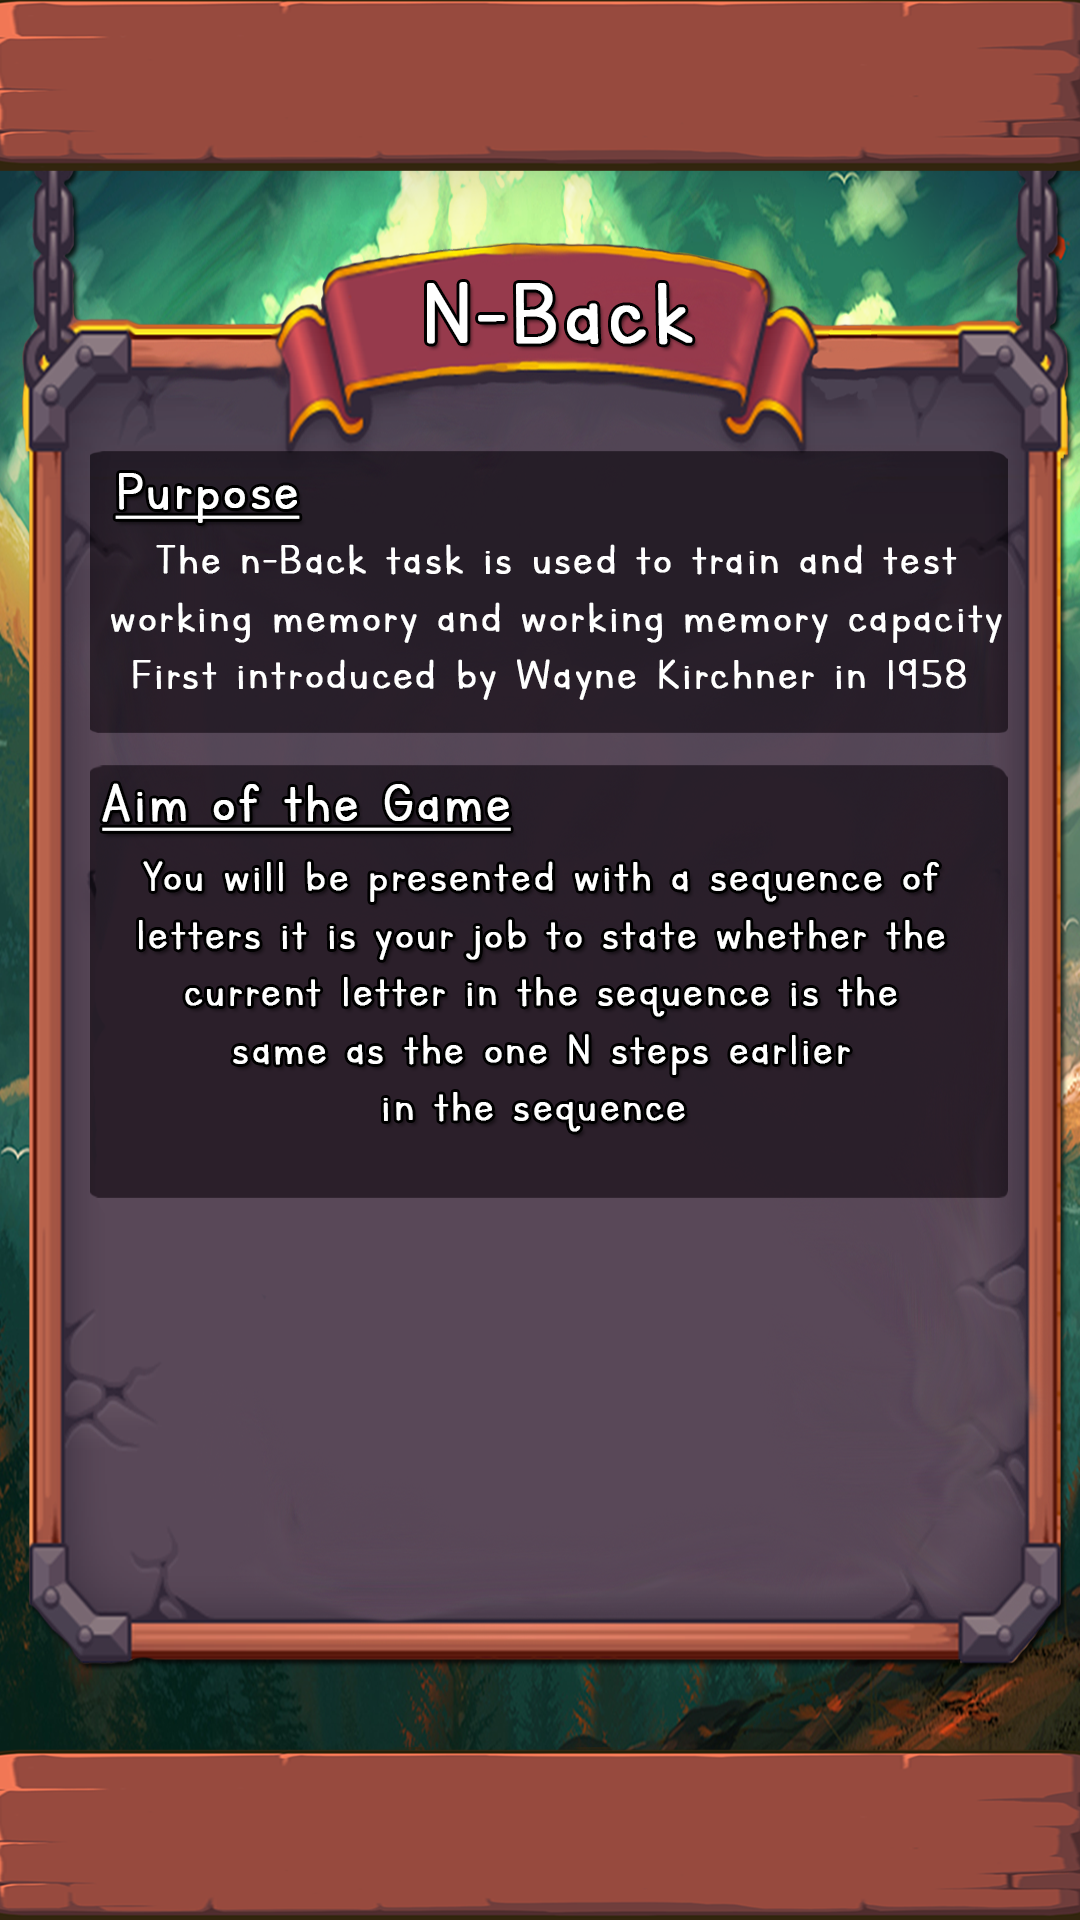 N-Back
Purpose
The n-Back task is used to train and test
working memory and working memory capacity
First introduced by Wayne Kirchner in 1958
Aim of the Game
You will be presented with a sequence of
letters it is your job to state whether the
current letter in the sequence is the
same as the one N steps earlier
in the sequence